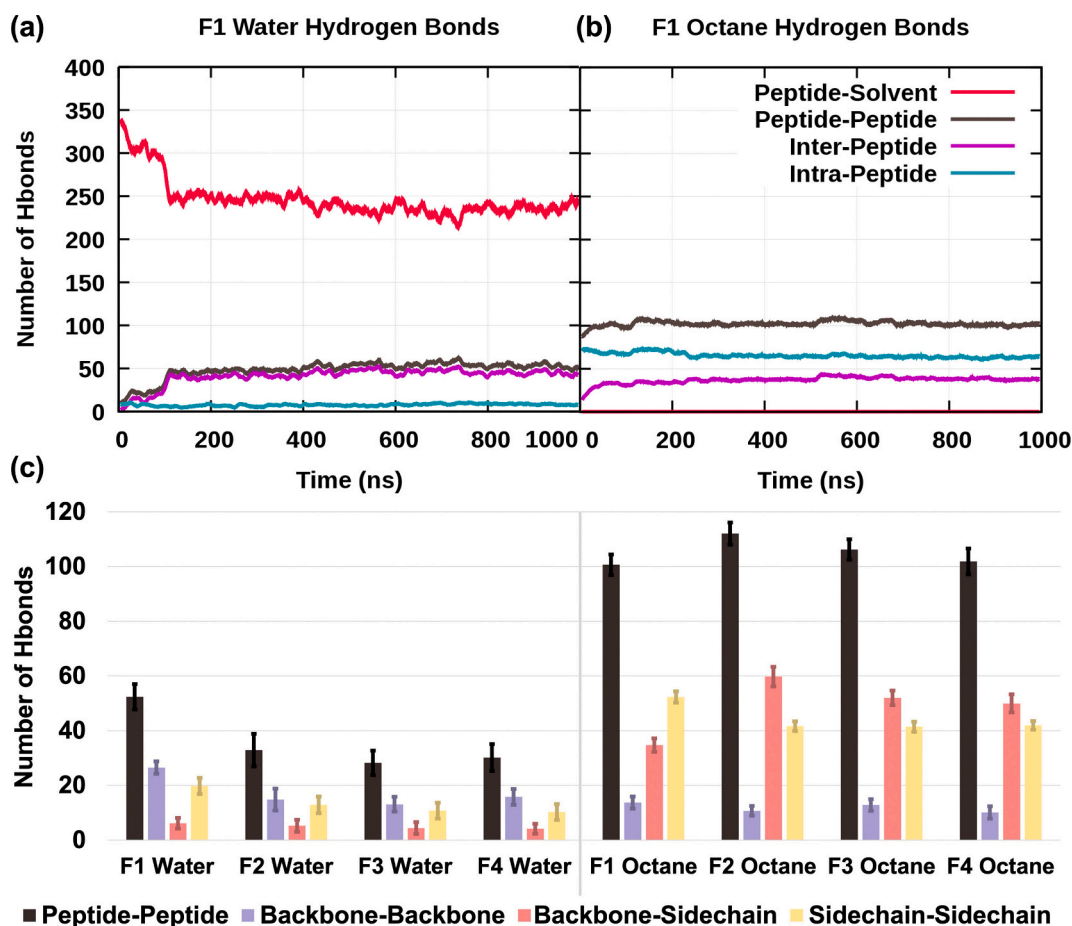 (a) F1 Water Hydrogen Bonds
(b) F1 Octane Hydrogen Bonds
Number of Hbonds
400
350
300
250
200
150
100
50
0
0 200 400 600 800 1000
Time (ns)
Peptide-Solvent
Peptide-Peptide
Inter-Peptide
Intra-Peptide
0 200 400 600 800 1000
Time (ns)
(c)
Number of Hbonds
120
100
80
60
40
20
0
F1 Water F2 Water F3 Water F4 Water F1 Octane F2 Octane F3 Octane F4 Octane
Peptide-Peptide Backbone-Backbone Backbone-Sidechain Sidechain-Sidechain